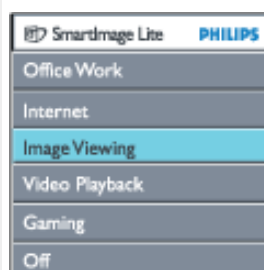 SmartImage Lite PHILIPS
Office Work
Internet
Image Viewing
Video Playback
Gaming
Off